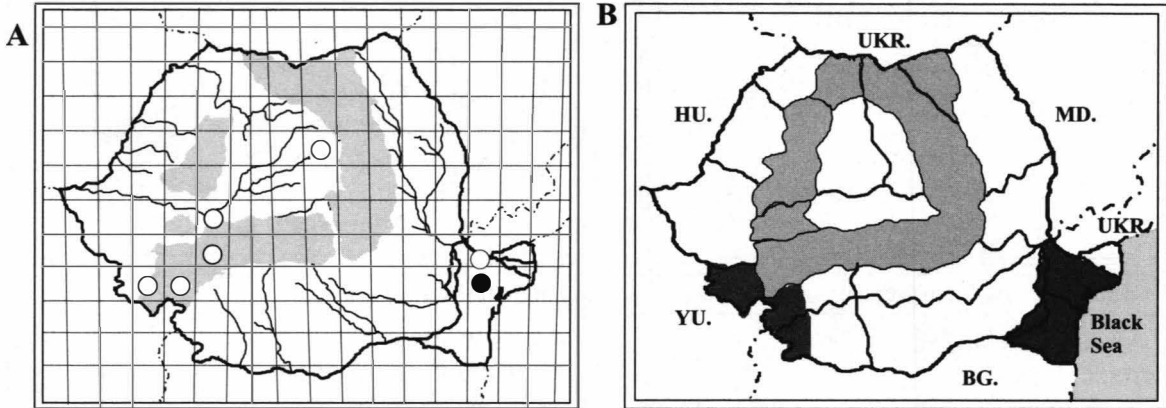 A
B
UKR.
HU.
MD.
UKR
YU.
Black
Sea
BG.